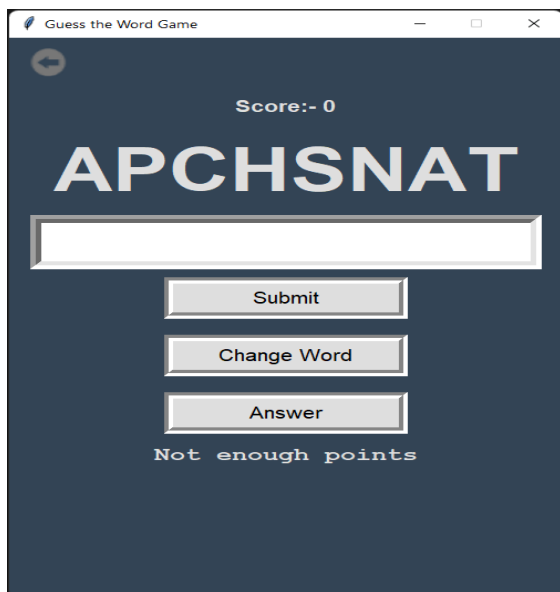 Guess the Word Game
Score:- 0
APCHSNAT
Submit
Change Word
Answer
Not enough points